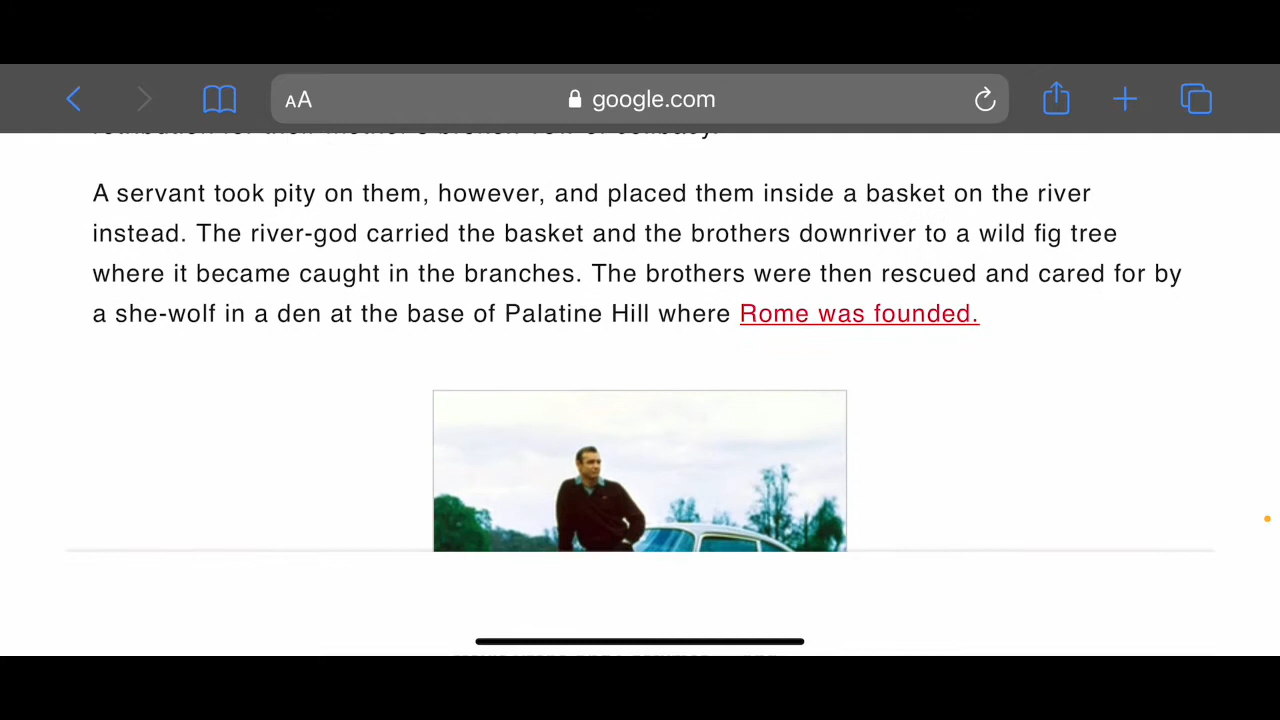 AA google.com
A servant took pity on them, however, and placed them inside a basket on the river
instead. The river-god carried the basket and the brothers downriver to a wild fig tree
where it became caught in the branches. The brothers were then rescued and cared for by
a she-wolf in a den at the base of Palatine Hill where Rome was founded.